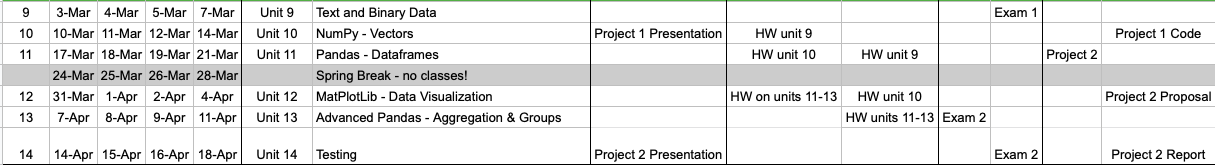 9 3-Mar 4-Mar 5-Mar 7-Mar Unit 9 Text and Binary Data Exam 1
10 10-Mar 11-Mar 12-Mar 14-Mar Unit 10 NumPy - Vectors Project 1 Presentation HW unit 9 Project 1 Code
11 17-Mar 18-Mar 19-Mar 21-Mar Unit 11 Pandas - Dataframes HW unit 10 HW unit 9 Project 2
24-Mar 25-Mar 26-Mar 28-Mar Spring Break - no classes!
12 31-Mar 1-Apr 2-Apr 4-Apr Unit 12 MatPlotLib - Data Visualization HW on units 11-13 HW unit 10 Project 2 Proposal
13 7-Apr 8-Apr 9-Apr 11-Apr Unit 13 Advanced Pandas - Aggregation & Groups HW units 11-13 Exam 2
14 14-Apr 15-Apr 16-Apr 18-Apr Unit 14 Testing Project 2 Presentation Exam 2 Project 2 Report